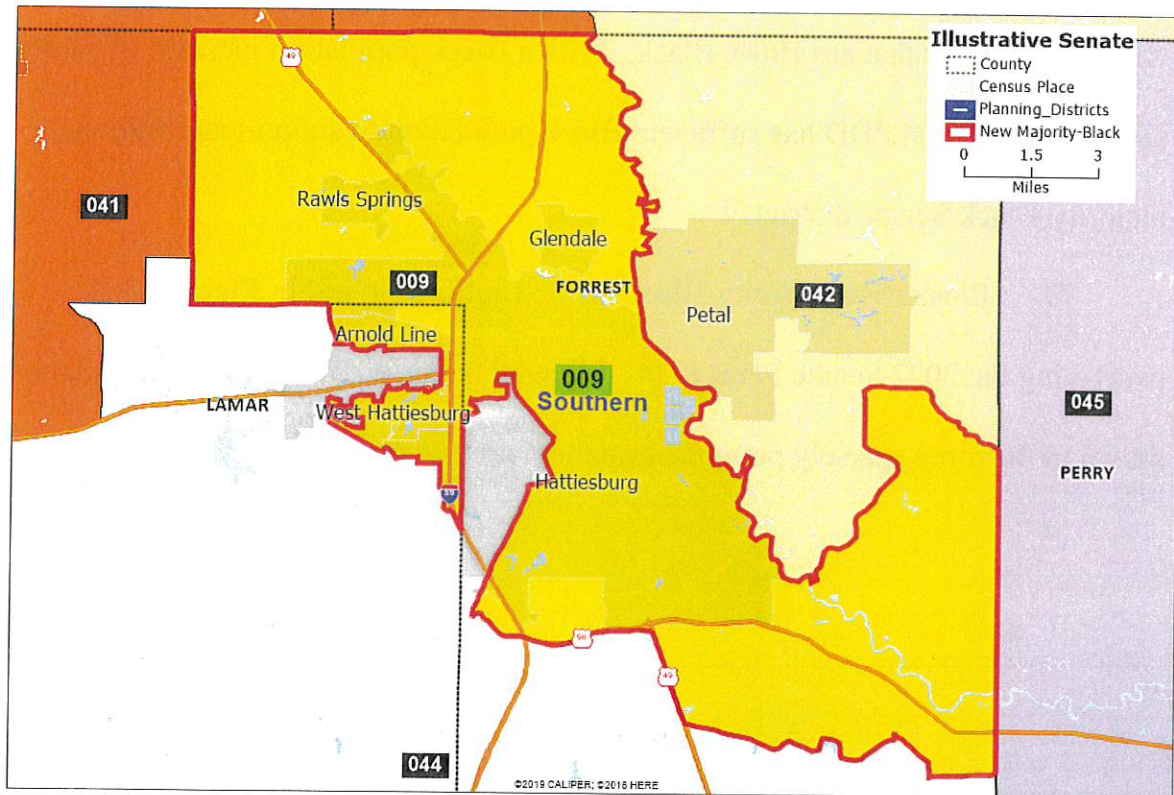 Illustrative Senate
County
Census Place
Planning_Districts
New Majority-Black
0 1.5 3
Miles
49
041
Rawls Springs
Glendale
009
FORREST
042
Petal
Arnold Line
009
Southern
045
LAMAR
West Hattiesburg
PERRY
Hattiesburg
49
044
©2019 CALIPER; ©2018 HERE